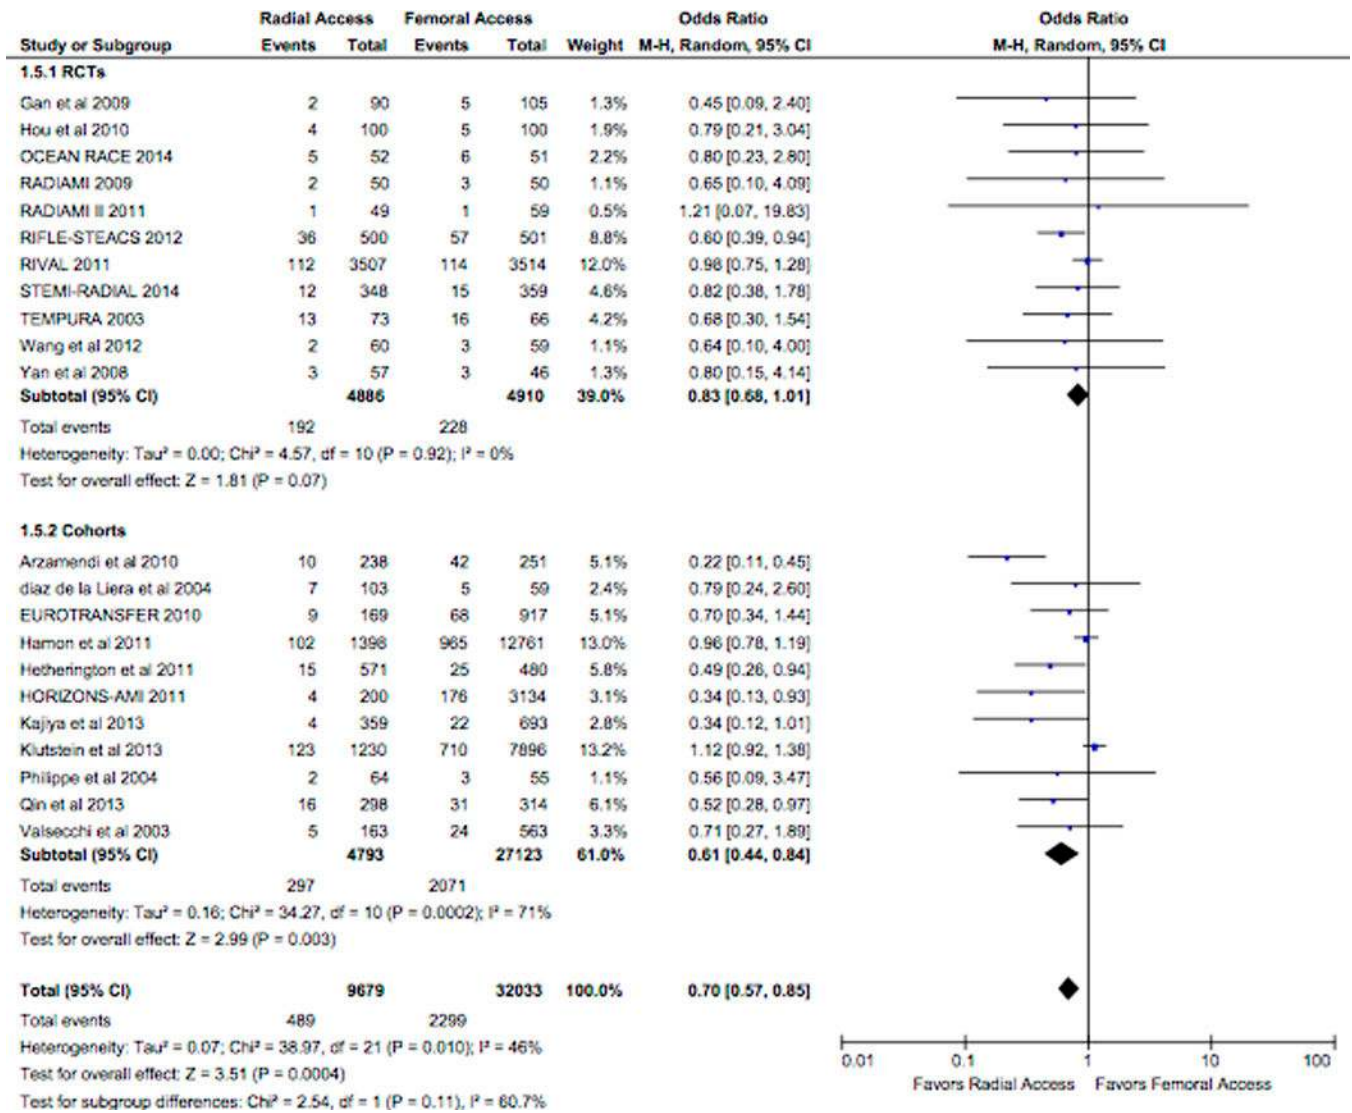 Radial Access Femoral Access Odds Ratio Odds Ratio
Study or Subgroup Events Total Events Total Weight M-H, Random, 95% CI M-H, Random, 95% CI
1.5.1 RCTs
Gan et al 2009 2 90 5 105 1.3% 0.45 [0.09, 2.40]
Hou et al 2010 4 100 5 100 1.9% 0.79 [0.21, 3.04]
OCEAN RACE 2014 5 52 6 51 2.2% 0.80 [0.23, 2.80]
RADIAMI 2009 2 50 3 50 1.1% 0.65 [0.10, 4.09]
RADIAMI II 2011 1 49 1 59 0.5% 1.21 [0.07, 19.83]
RIFLE-STEACS 2012 36 500 57 501 8.8% 0.60 [0.39, 0.94]
RIVAL 2011 112 3507 114 3514 12.0% 0.98 [0.75, 1.28]
STEMI-RADIAL 2014 12 348 15 359 4.6% 0.82 [0.38, 1.78]
TEMPURA 2003 13 73 16 66 4.2% 0.68 [0.30, 1.54]
Wang et al 2012 2 60 3 59 1.1% 0.64 [0.10, 4.00]
Yan et al 2008 3 57 3 46 1.3% 0.80 [0.15, 4.14]
Subtotal (95% CI) 4886 4910 39.0% 0.83 [0.68, 1.01]
Total events 192 228
Heterogeneity: Tau² = 0.00; Chi² = 4.57, df = 10 (P = 0.92); I² = 0%
Test for overall effect: Z = 1.81 (P = 0.07)
1.5.2 Cohorts
Arzamendi et al 2010 10 238 42 251 5.1% 0.22 [0.11, 0.45]
diaz de la Liera et al 2004 7 103 5 59 2.4% 0.79 [0.24, 2.60]
EUROTRANSFER 2010 9 169 68 917 5.1% 0.70 [0.34, 1.44]
Hamon et al 2011 102 1398 965 12761 13.0% 0.96 [0.78, 1.19]
Hetherington et al 2011 15 571 25 480 5.8% 0.49 [0.26, 0.94]
HORIZONS-AMI 2011 4 200 176 3134 3.1% 0.34 [0.13, 0.93]
Kajiya et al 2013 4 359 22 693 2.8% 0.34 [0.12, 1.01]
Klutstein et al 2013 123 1230 710 7896 13.2% 1.12 [0.92, 1.38]
Philippe et al 2004 2 64 3 55 1.1% 0.56 [0.09, 3.47]
Qin et al 2013 16 298 31 314 6.1% 0.52 [0.28, 0.97]
Valsecchi et al 2003 5 163 24 563 3.3% 0.71 [0.27, 1.89]
Subtotal (95% CI) 4793 27123 61.0% 0.61 [0.44, 0.84]
Total events 297 2071
Heterogeneity: Tau² = 0.16; Chi² = 34.27, df = 10 (P = 0.0002); I² = 71%
Test for overall effect: Z = 2.99 (P = 0.003)
Total (95% CI) 9679 32033 100.0% 0.70 [0.57, 0.85]
Total events 489 2299
Heterogeneity: Tau² = 0.07; Chi² = 38.97, df = 21 (P = 0.010); I² = 46%
Test for overall effect: Z = 3.51 (P = 0.0004)
Test for subgroup differences: Chi² = 2.54, df = 1 (P = 0.11), I² = 60.7%
0.01 0.1 1 10 100
Favors Radial Access Favors Femoral Access